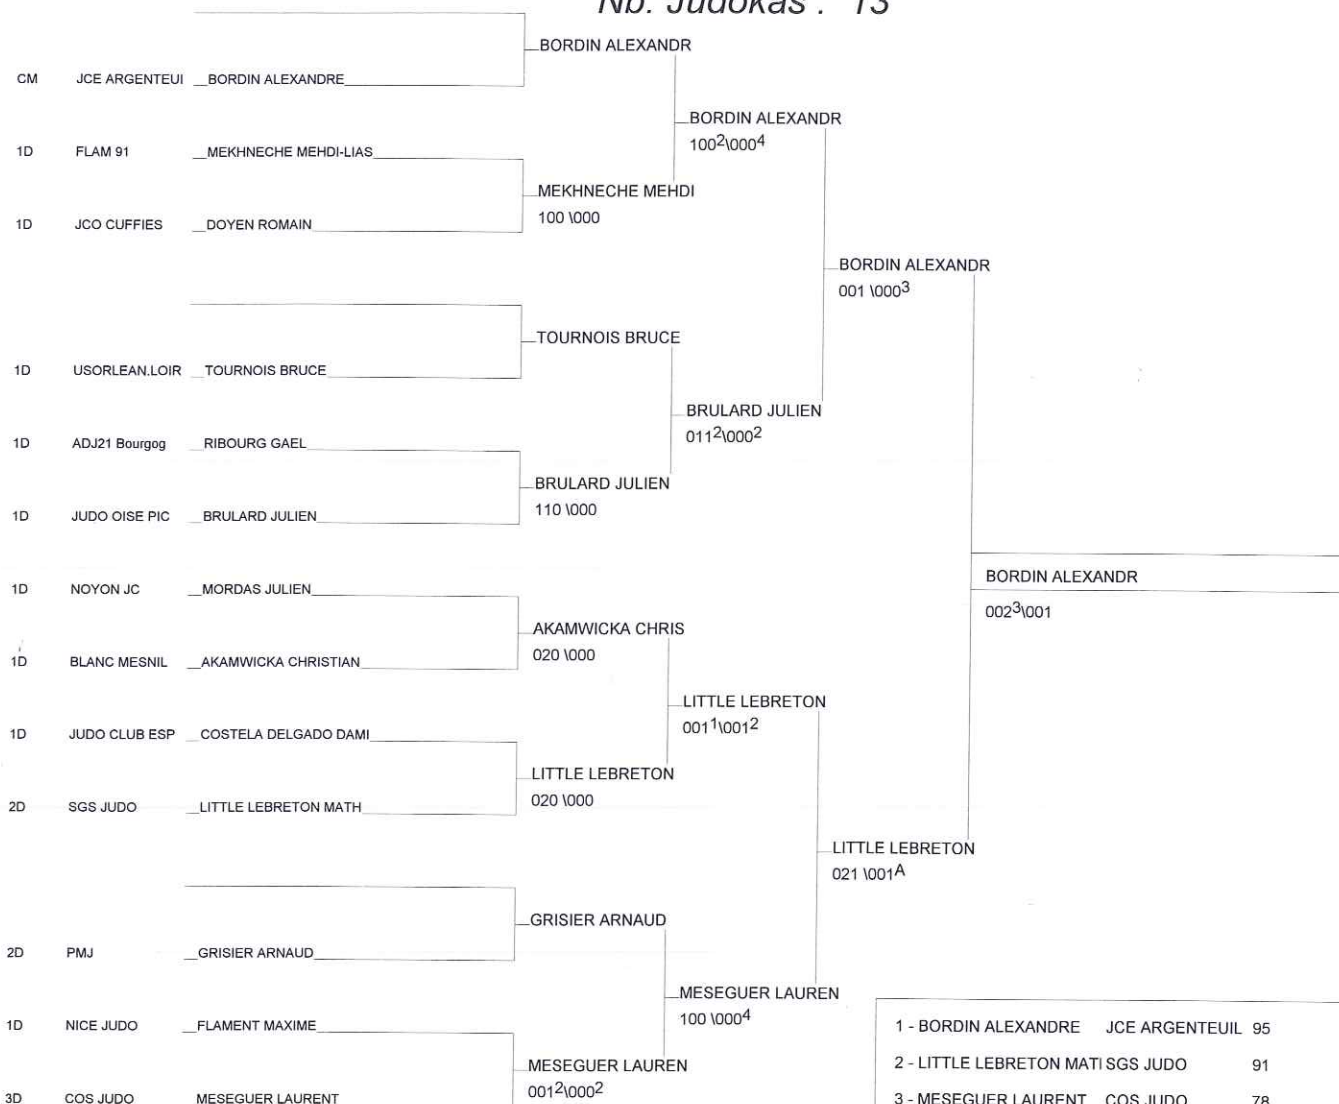 Nb. Judokas : 13
BORDIN ALEXANDR
CM JCE ARGENTEUI BORDIN ALEXANDRE
BORDIN ALEXANDR
100²\000⁴
1D FLAM 91 MEKHNECHE MEHDI-LIAS
MEKHNECHE MEHDI
100 \000
1D JCO CUFFIES DOYEN ROMAIN
BORDIN ALEXANDR
001 \000³
TOURNOIS BRUCE
1D USORLEAN.LOIR TOURNOIS BRUCE
BRULARD JULIEN
011²\000²
1D ADJ21 Bourgog RIBOURG GAEL
BRULARD JULIEN
110 \000
1D JUDO OISE PIC BRULARD JULIEN
BORDIN ALEXANDR
002³\001
1D NOYON JC MORDAS JULIEN
AKAMWICKA CHRIS
020 \000
1D BLANC MESNIL AKAMWICKA CHRISTIAN
LITTLE LEBRETON
001¹\001²
1D JUDO CLUB ESP COSTELA DELGADO DAMI
LITTLE LEBRETON
020 \000
2D SGS JUDO LITTLE LEBRETON MATH
LITTLE LEBRETON
021 \001ᴬ
GRISIER ARNAUD
2D PMJ GRISIER ARNAUD
MESEGUER LAUREN
100 \000⁴
1D NICE JUDO FLAMENT MAXIME
MESEGUER LAUREN
001²\000²
3D COS JUDO MESEGUER LAURENT
1 - BORDIN ALEXANDRE JCE ARGENTEUIL 95
2 - LITTLE LEBRETON MATI SGS JUDO 91
3 - MESEGUER LAURENT COS JUDO 78